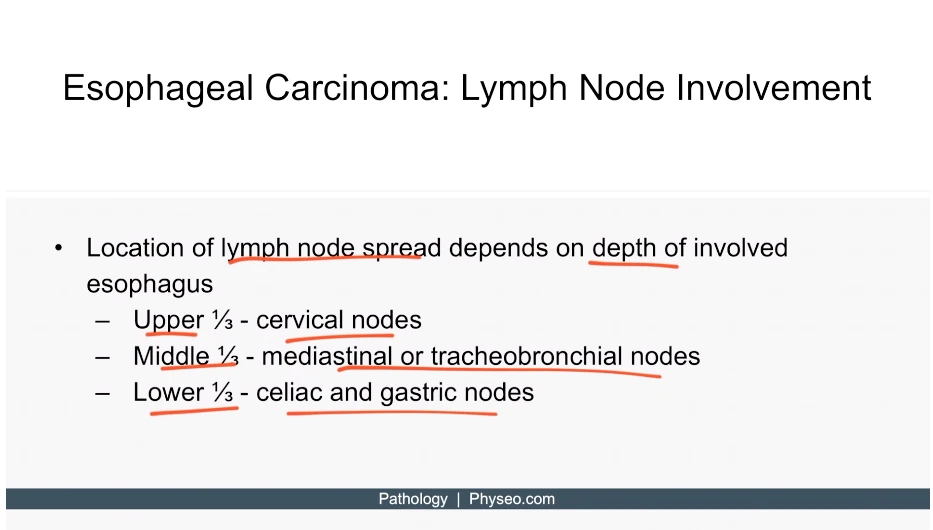 Esophageal Carcinoma: Lymph Node Involvement
• Location of lymph node spread depends on depth of involved
esophagus
– Upper ⅓ - cervical nodes
– Middle ⅓ - mediastinal or tracheobronchial nodes
– Lower ⅓ - celiac and gastric nodes
Pathology | Physeo.com